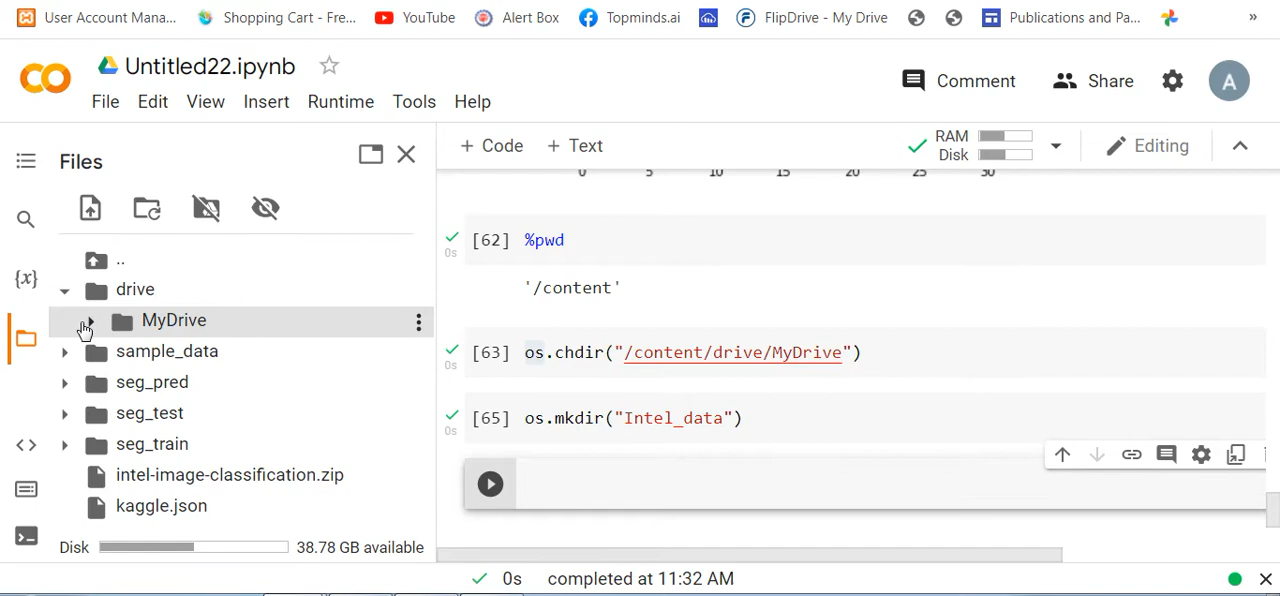 User Account Mana... Shopping Cart - Fre... YouTube Alert Box Topminds.ai FlipDrive - My Drive Publications and Pa... »
Untitled22.ipynb
Comment Share A
File Edit View Insert Runtime Tools Help
Files
+ Code + Text
RAM
Disk
Editing
0 5 10 15 20 25 30
..
drive
MyDrive
sample_data
seg_pred
seg_test
seg_train
intel-image-classification.zip
kaggle.json
Disk 38.78 GB available
{x}
[62] %pwd
0s
'/content'
[63] os.chdir("/content/drive/MyDrive")
0s
[65] os.mkdir("Intel_data")
0s
0s completed at 11:32 AM